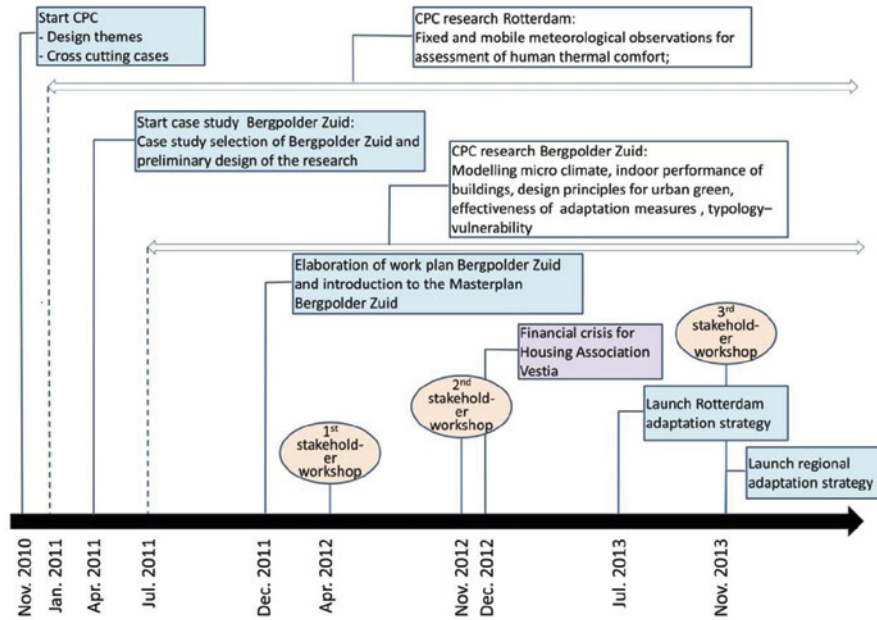 Start CPC
- Design themes
- Cross cutting cases
CPC research Rotterdam:
Fixed and mobile meteorological observations for
assessment of human thermal comfort;
Start case study Bergpolder Zuid:
Case study selection of Bergpolder Zuid and
preliminary design of the research
CPC research Bergpolder Zuid:
Modelling micro climate, indoor performance of
buildings, design principles for urban green,
effectiveness of adaptation measures , typology–
vulnerability
Elaboration of work plan Bergpolder Zuid
and introduction to the Masterplan
Bergpolder Zuid
1st
stakehold-
er
workshop
2nd
stakehold-
er
workshop
Financial crisis for
Housing Association
Vestia
3rd
stakehold-
er
workshop
Launch Rotterdam
adaptation strategy
Launch regional
adaptation strategy
Nov. 2010
Jan. 2011
Apr. 2011
Jul. 2011
Dec. 2011
Apr. 2012
Nov. 2012
Dec. 2012
Jul. 2013
Nov. 2013